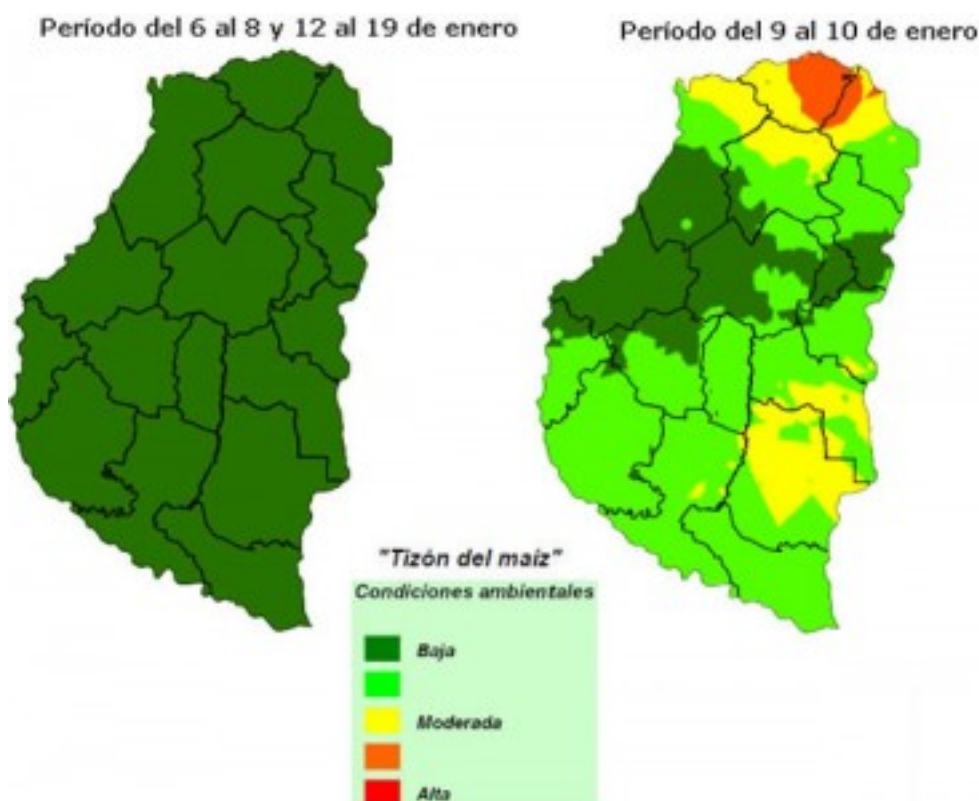 Período del 6 al 8 y 12 al 19 de enero
Período del 9 al 10 de enero
"Tizón del maíz"
Condiciones ambientales
Baja
Moderada
Alta